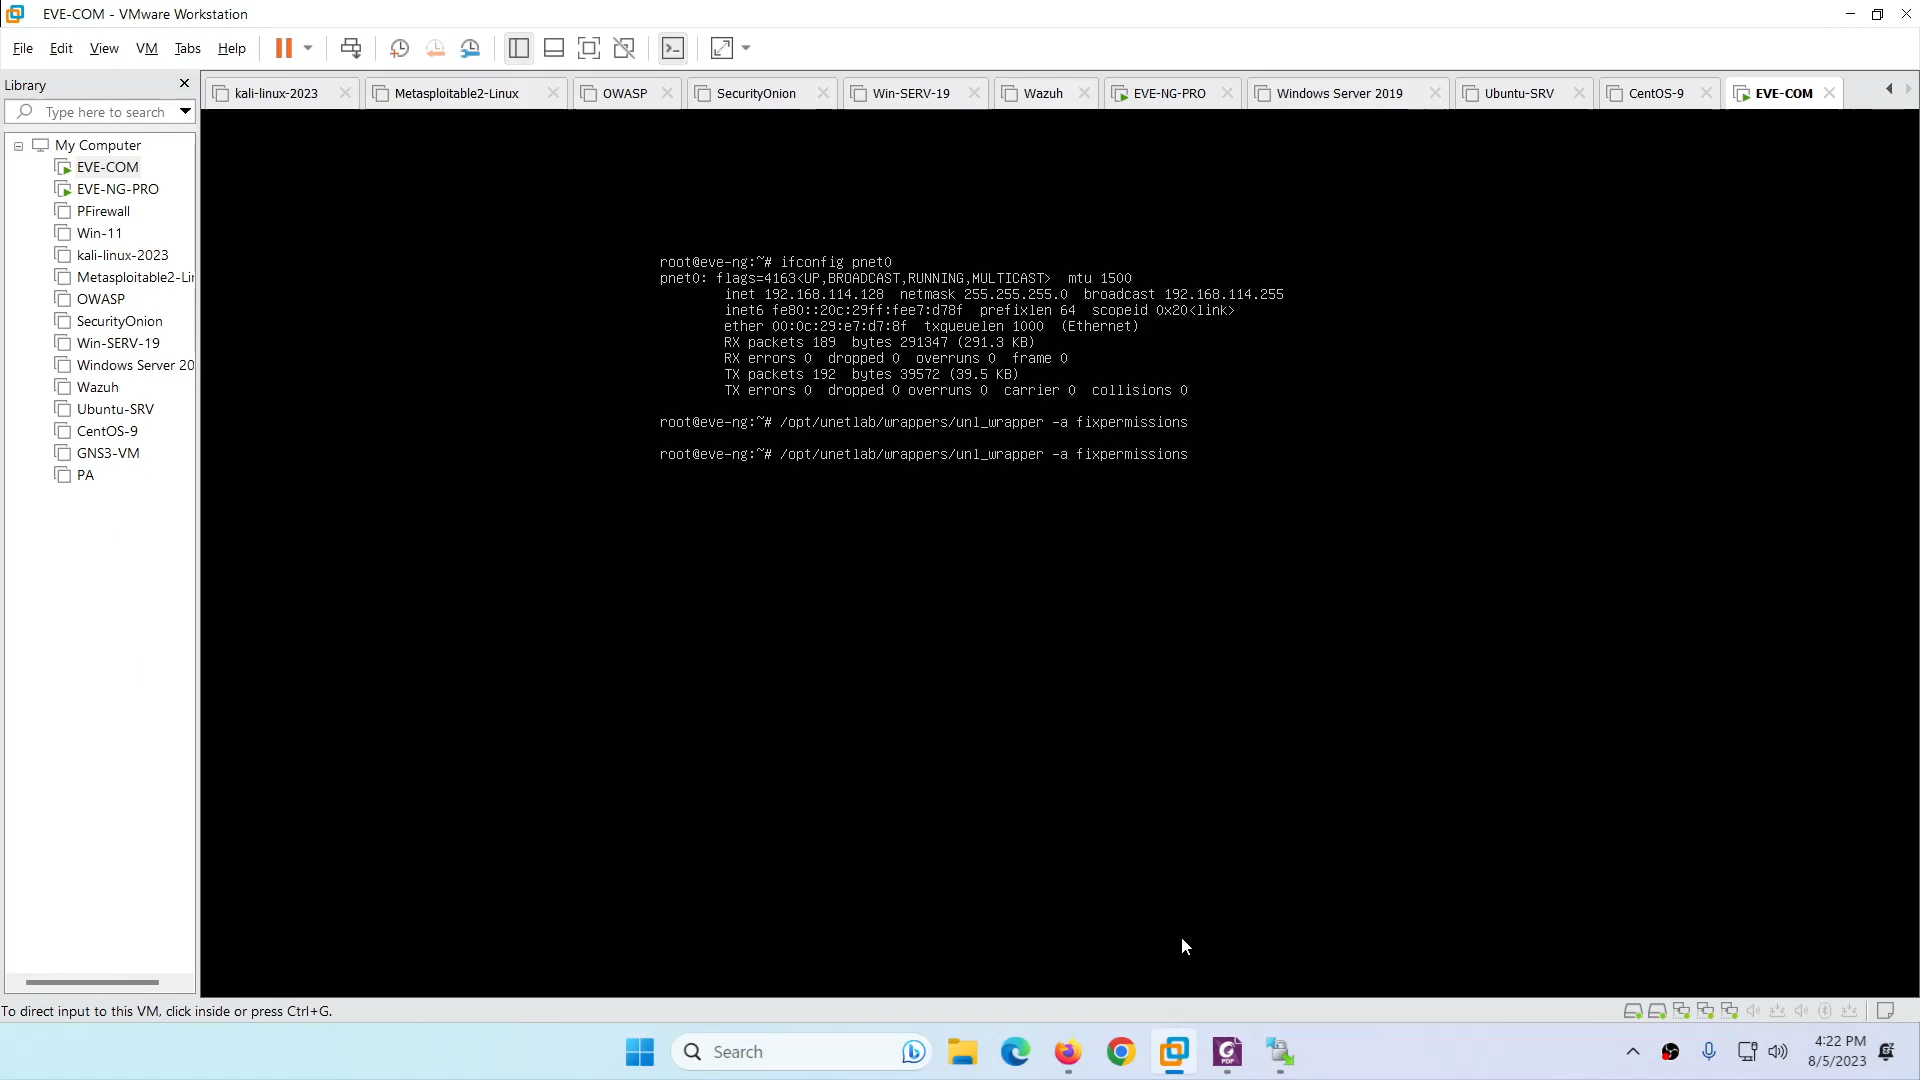 EVE-COM - VMware Workstation
File Edit View VM Tabs Help
Library
Type here to search
kali-linux-2023 Metasploitable2-Linux OWASP SecurityOnion Win-SERV-19 Wazuh EVE-NG-PRO Windows Server 2019 Ubuntu-SRV CentOS-9 EVE-COM
My Computer
EVE-COM
EVE-NG-PRO
PFirewall
Win-11
kali-linux-2023
Metasploitable2-Lin
OWASP
SecurityOnion
Win-SERV-19
Windows Server 20
Wazuh
Ubuntu-SRV
CentOS-9
GNS3-VM
PA
root@eve-ng:~# ifconfig pnet0
pnet0: flags=4163<UP,BROADCAST,RUNNING,MULTICAST>  mtu 1500
inet 192.168.114.128  netmask 255.255.255.0  broadcast 192.168.114.255
inet6 fe80::20c:29ff:fee7:d78f  prefixlen 64  scopeid 0x20<link>
ether 00:0c:29:e7:d7:8f  txqueuelen 1000  (Ethernet)
RX packets 189  bytes 291347 (291.3 KB)
RX errors 0  dropped 0  overruns 0  frame 0
TX packets 192  bytes 39572 (39.5 KB)
TX errors 0  dropped 0 overruns 0  carrier 0  collisions 0
root@eve-ng:~# /opt/unetlab/wrappers/unl_wrapper -a fixpermissions
root@eve-ng:~# /opt/unetlab/wrappers/unl_wrapper -a fixpermissions
To direct input to this VM, click inside or press Ctrl+G.
Search
PDF
4:22 PM
8/5/2023